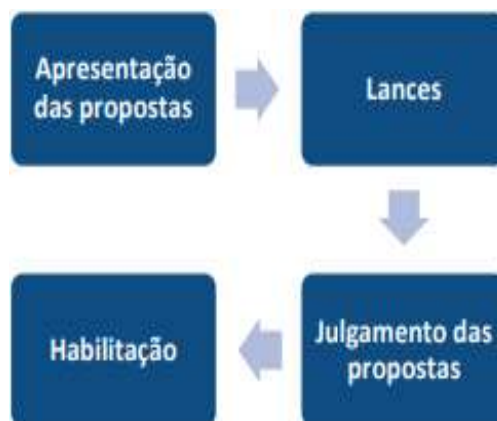 Apresentação
das propostas
Lances
Julgamento das
propostas
Habilitação